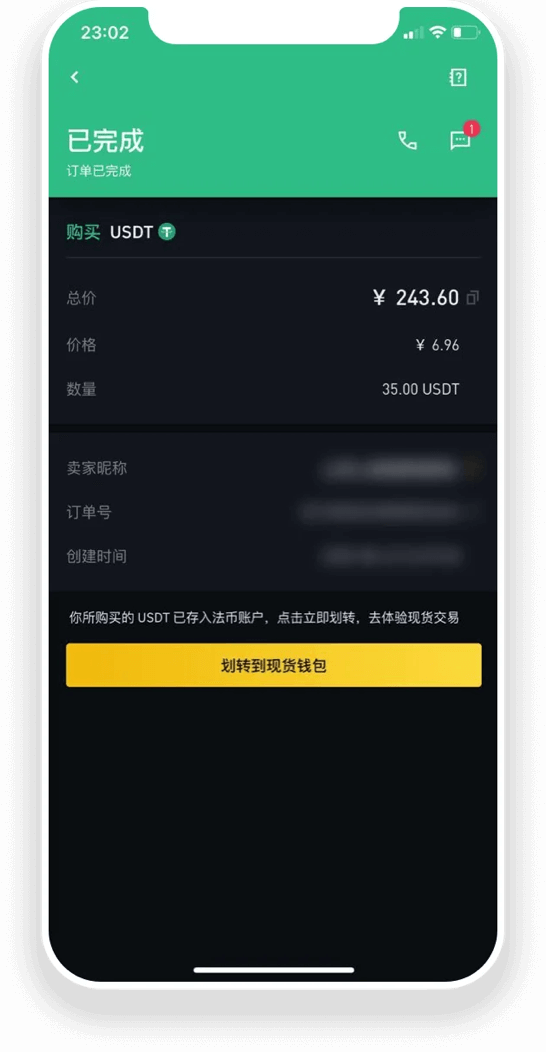 23:02
已完成
1
订单已完成
购买 USDT
总价 ¥ 243.60
价格 ¥ 6.96
数量 35.00 USDT
卖家昵称
订单号
创建时间
你所购买的 USDT 已存入法币账户，点击立即划转，去体验现货交易
划转到现货钱包